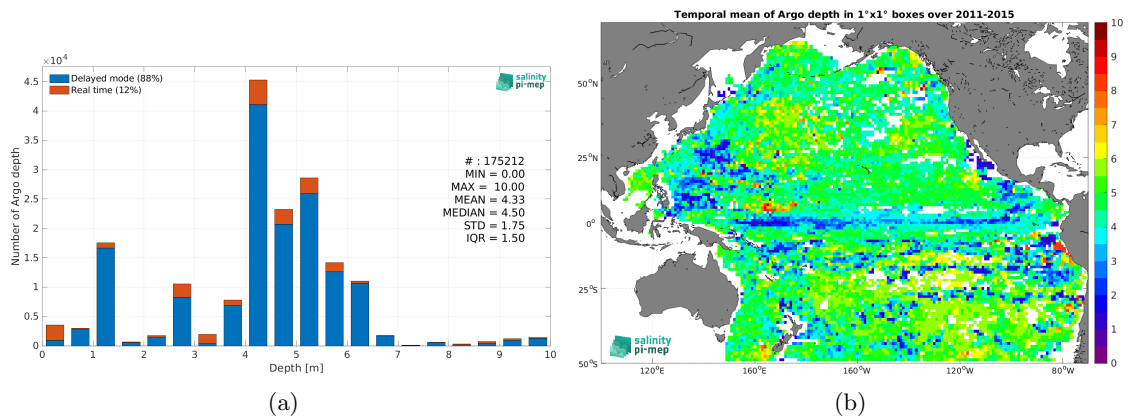 ×10⁴
4.5
4
3.5
3
2.5
2
1.5
1
0.5
0
Number of Argo depth
Delayed mode (88%)
Real time (12%)
salinity
pi-mep
# : 175212
MIN = 0.00
MAX = 10.00
MEAN = 4.33
MEDIAN = 4.50
STD = 1.75
IQR = 1.50
0 1 2 3 4 5 6 7 8 9 10
Depth [m]
(a)
Temporal mean of Argo depth in 1°x1° boxes over 2011-2015
50°N
25°N
0°
25°S
50°S
120°E 160°E 160°W 120°W 80°W
salinity
pi-mep
10
9
8
7
6
5
4
3
2
1
0
(b)